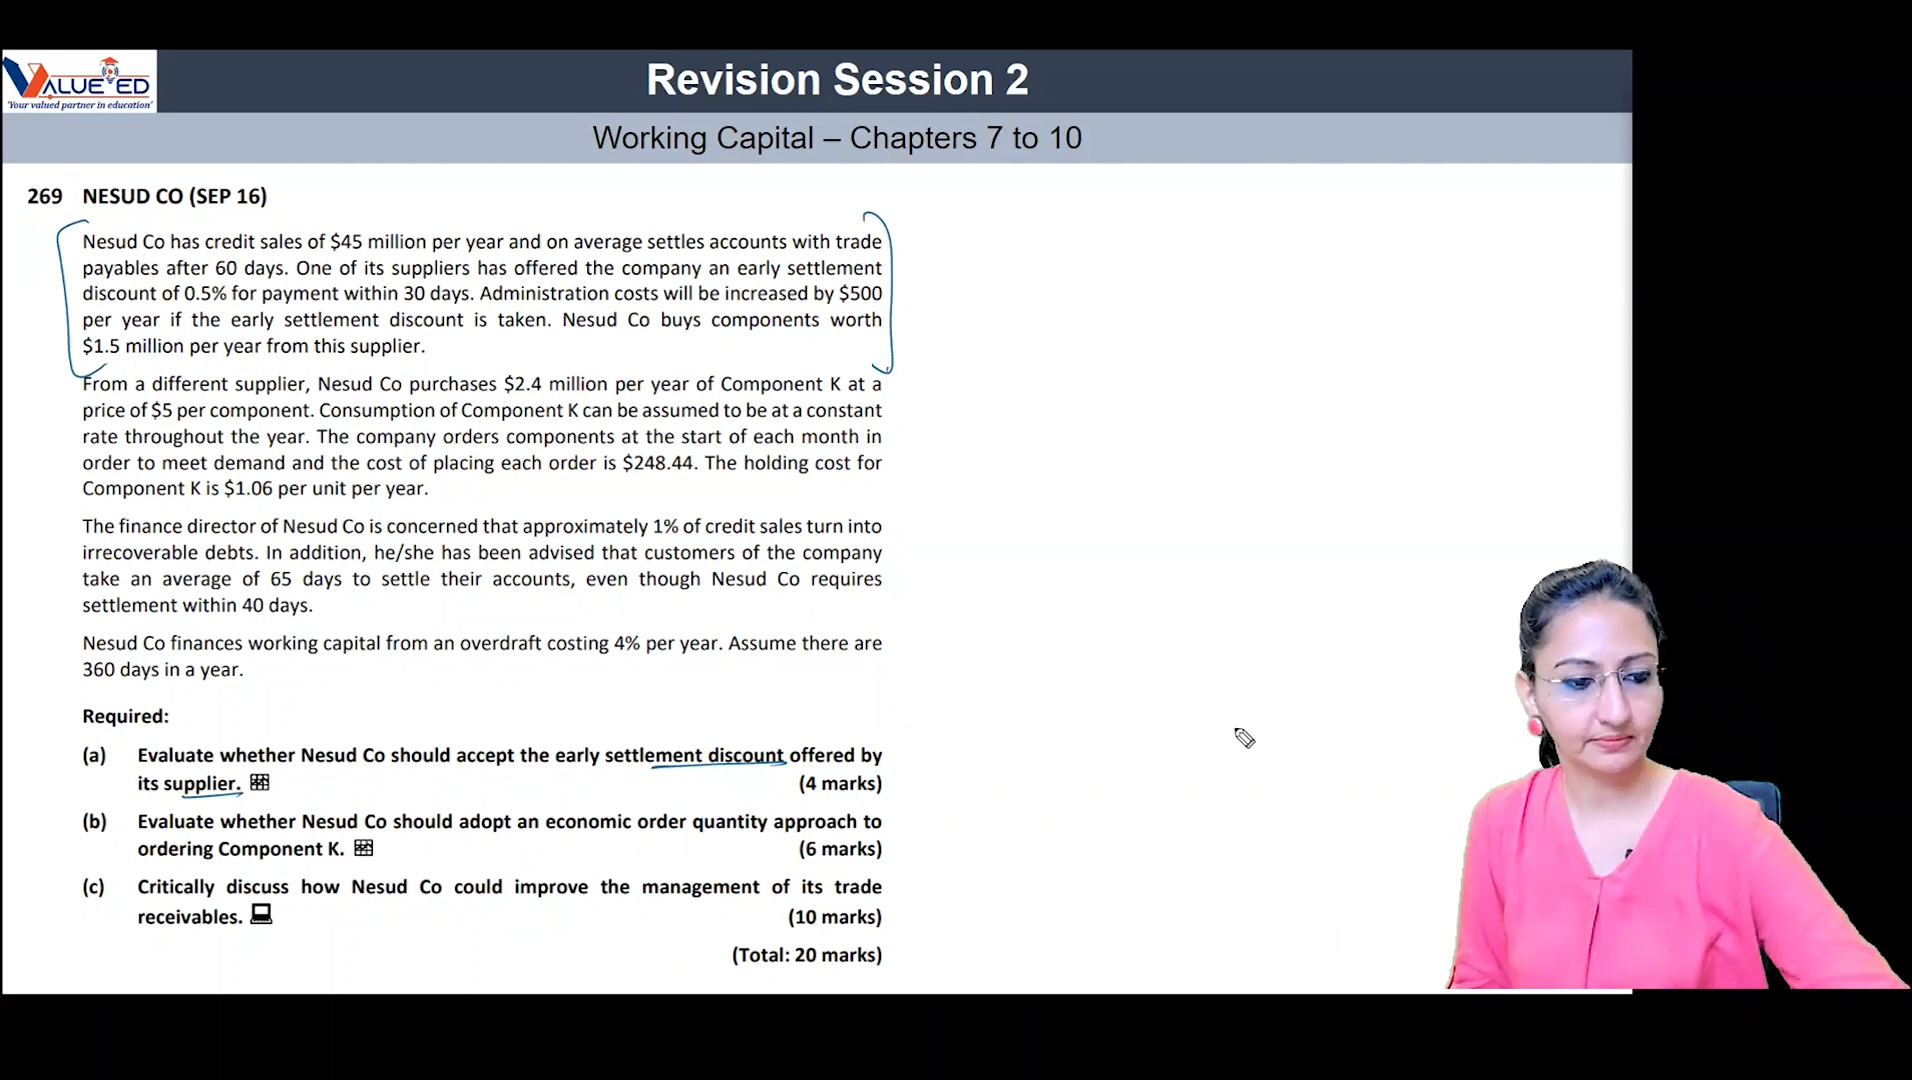 VALUE ED
'Your valued partner in education'
Revision Session 2
Working Capital – Chapters 7 to 10
269 NESUD CO (SEP 16)
Nesud Co has credit sales of $45 million per year and on average settles accounts with trade
payables after 60 days. One of its suppliers has offered the company an early settlement
discount of 0.5% for payment within 30 days. Administration costs will be increased by $500
per year if the early settlement discount is taken. Nesud Co buys components worth
$1.5 million per year from this supplier.
From a different supplier, Nesud Co purchases $2.4 million per year of Component K at a
price of $5 per component. Consumption of Component K can be assumed to be at a constant
rate throughout the year. The company orders components at the start of each month in
order to meet demand and the cost of placing each order is $248.44. The holding cost for
Component K is $1.06 per unit per year.
The finance director of Nesud Co is concerned that approximately 1% of credit sales turn into
irrecoverable debts. In addition, he/she has been advised that customers of the company
take an average of 65 days to settle their accounts, even though Nesud Co requires
settlement within 40 days.
Nesud Co finances working capital from an overdraft costing 4% per year. Assume there are
360 days in a year.
Required:
(a) Evaluate whether Nesud Co should accept the early settlement discount offered by
its supplier. (4 marks)
(b) Evaluate whether Nesud Co should adopt an economic order quantity approach to
ordering Component K. (6 marks)
(c) Critically discuss how Nesud Co could improve the management of its trade
receivables. (10 marks)
(Total: 20 marks)